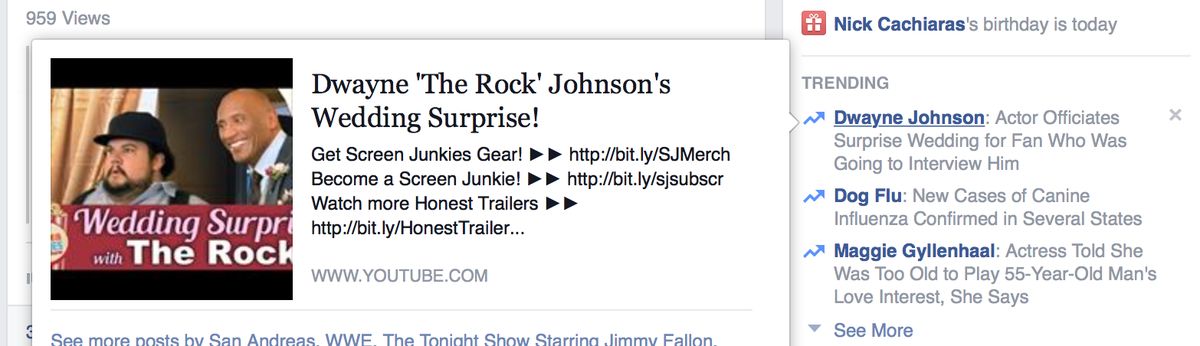 959 Views
Dwayne 'The Rock' Johnson's
Wedding Surprise!
Get Screen Junkies Gear! ►► http://bit.ly/SJMerch
Become a Screen Junkie! ►► http://bit.ly/sjsubscr
Watch more Honest Trailers ►►
http://bit.ly/HonestTrailer...
WWW.YOUTUBE.COM
Wedding Surpri
with The Rock
See more posts by San Andreas, WWE, The Tonight Show Starring Jimmy Fallon,
Nick Cachiaras's birthday is today
TRENDING
Dwayne Johnson: Actor Officiates
Surprise Wedding for Fan Who Was
Going to Interview Him
Dog Flu: New Cases of Canine
Influenza Confirmed in Several States
Maggie Gyllenhaal: Actress Told She
Was Too Old to Play 55-Year-Old Man's
Love Interest, She Says
See More